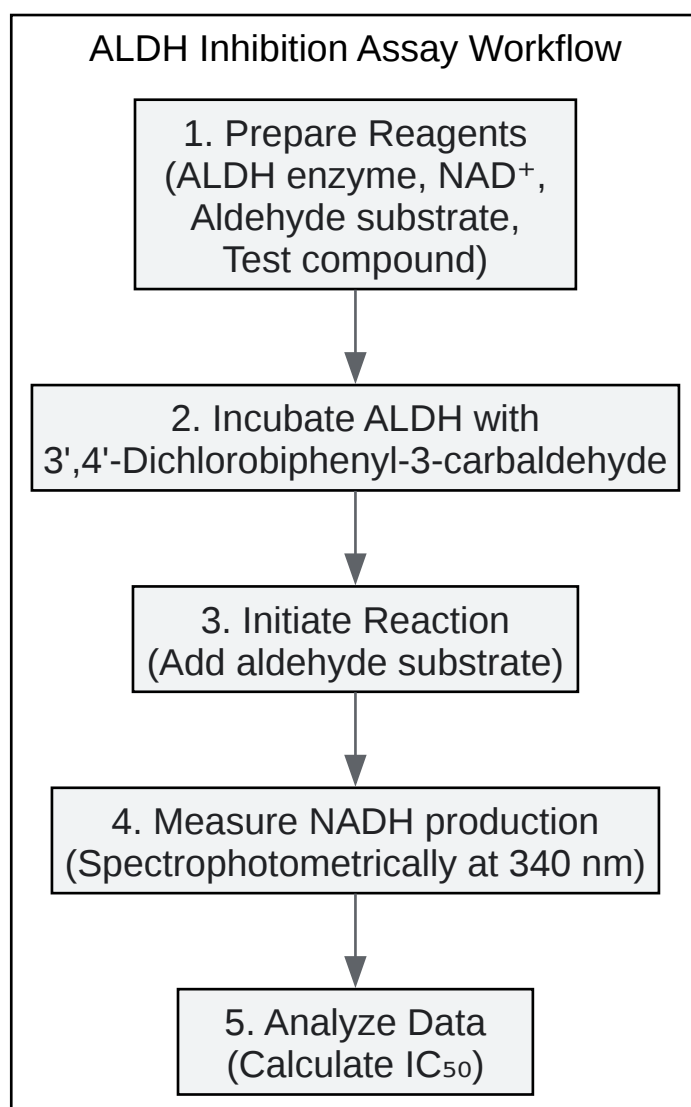 ALDH Inhibition Assay Workflow
1. Prepare Reagents
(ALDH enzyme, NAD⁺,
Aldehyde substrate,
Test compound)
2. Incubate ALDH with
3',4'-Dichlorobiphenyl-3-carbaldehyde
3. Initiate Reaction
(Add aldehyde substrate)
4. Measure NADH production
(Spectrophotometrically at 340 nm)
5. Analyze Data
(Calculate IC₅₀)